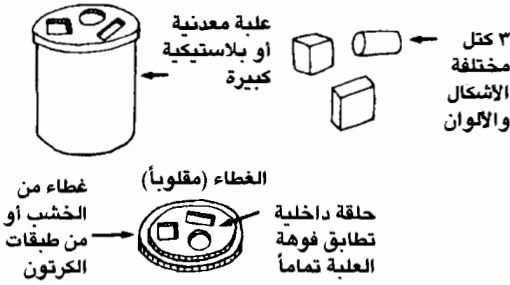 ٣ كتل
مختلفة
الأشكال
والألوان
علبة معدنية
أو بلاستيكية
كبيرة
الغطاء (مقلوباً)
حلقة داخلية
تطابق فوهة
العلبة تماماً
غطاء من
الخشب أو
من طبقات
الكرتون